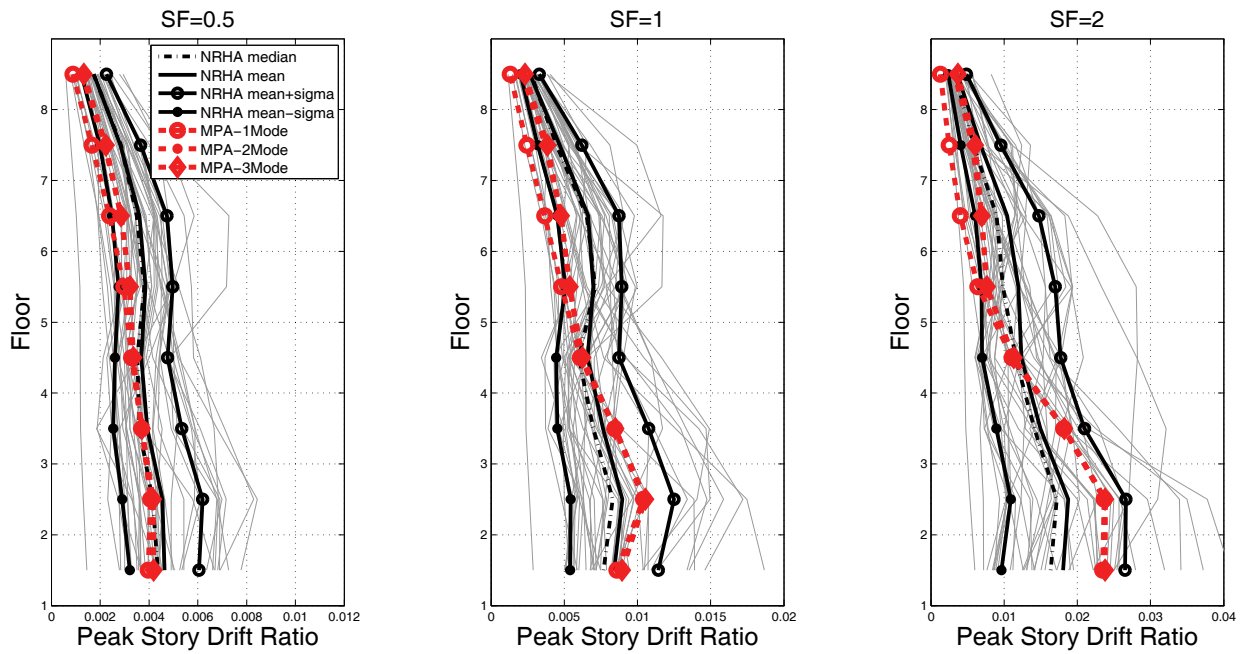 SF=0.5
SF=1
SF=2
NRHA median
NRHA mean
NRHA mean+sigma
NRHA mean−sigma
MPA−1Mode
MPA−2Mode
MPA−3Mode
Floor
8
7
6
5
4
3
2
1
0
0.002
0.004
0.006
0.008
0.01
0.012
Peak Story Drift Ratio
Floor
8
7
6
5
4
3
2
1
0
0.005
0.01
0.015
0.02
Peak Story Drift Ratio
Floor
8
7
6
5
4
3
2
1
0
0.01
0.02
0.03
0.04
Peak Story Drift Ratio